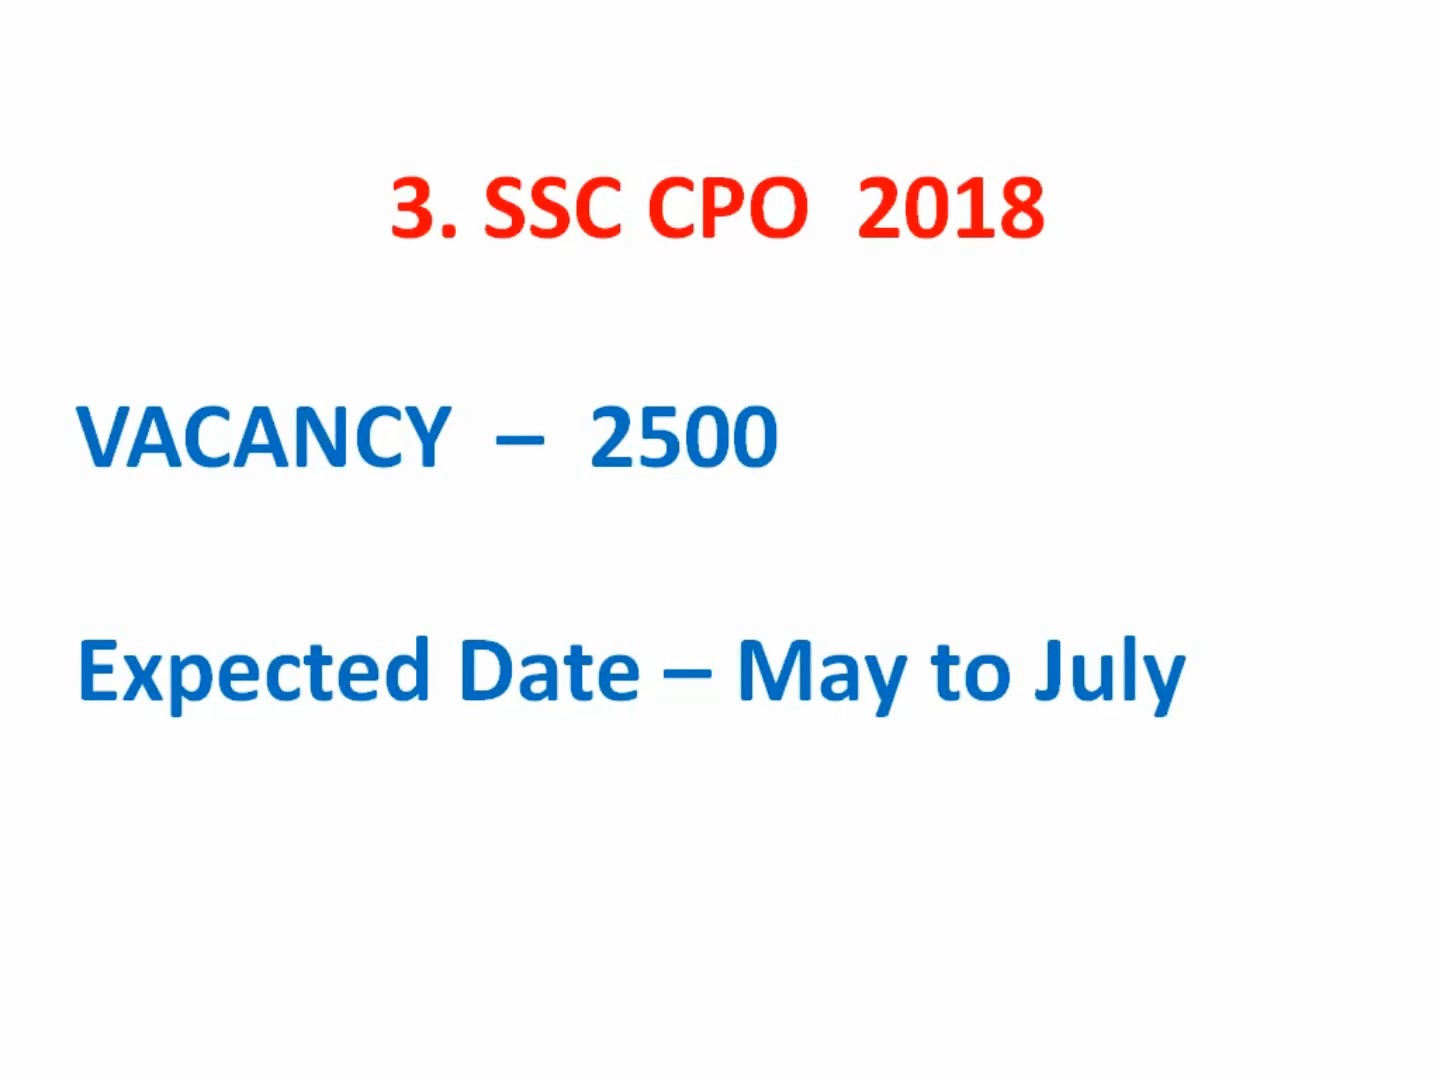 3. SSC CPO 2018
VACANCY – 2500
Expected Date – May to July